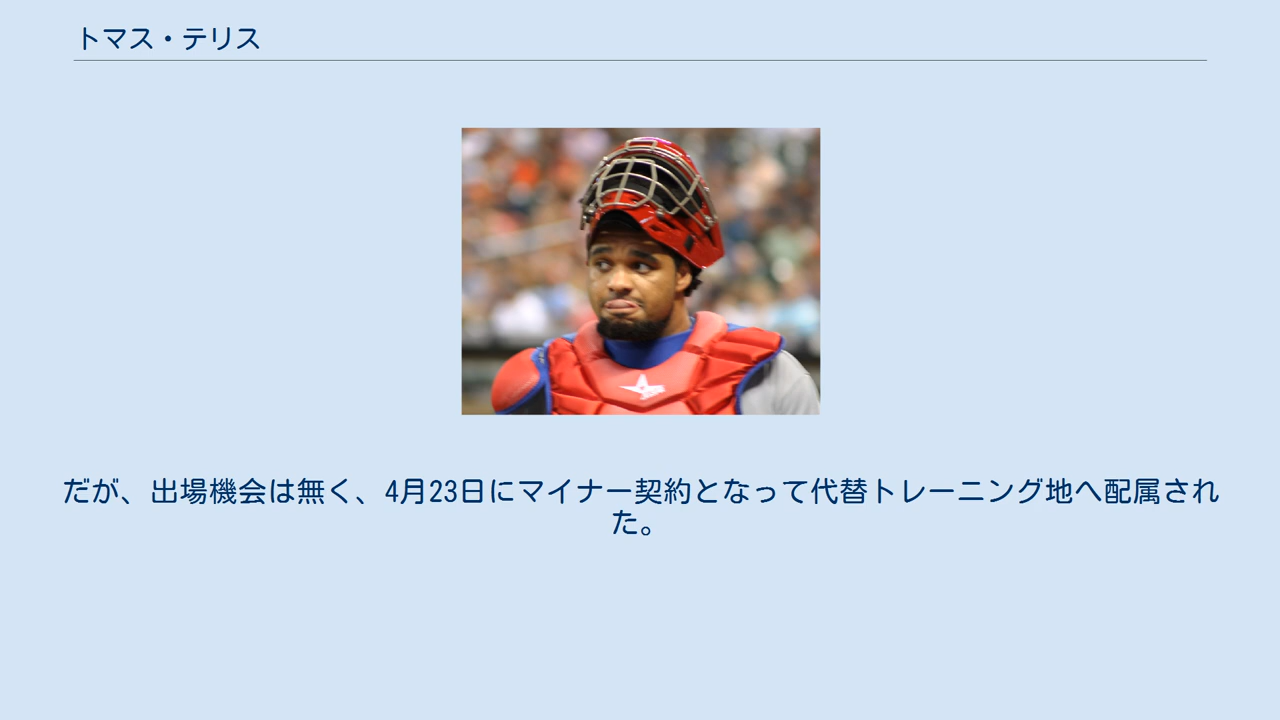 トマス・テリス
だが、出場機会は無く、4月23日にマイナー契約となって代替トレーニング地へ配属され
た。